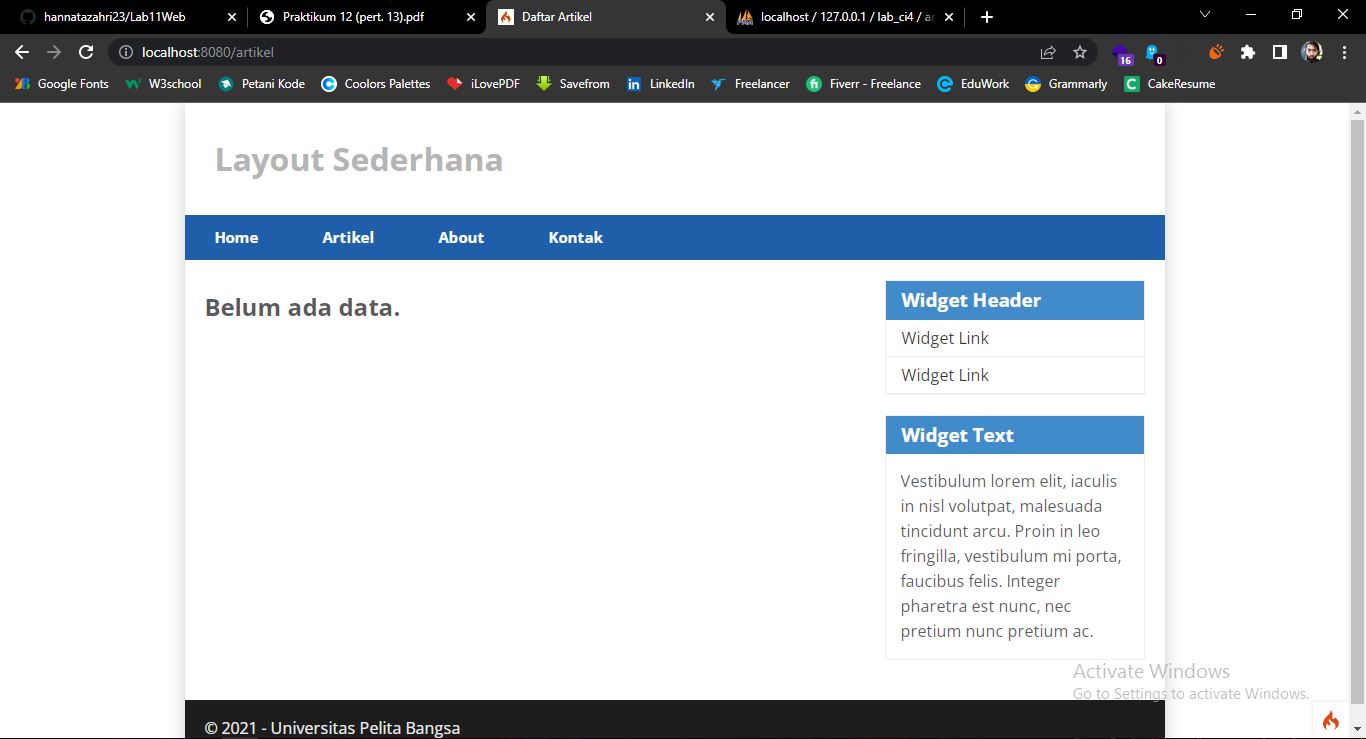 hannatazahri23/Lab11Web
Praktikum 12 (pert. 13).pdf
Daftar Artikel
localhost / 127.0.0.1 / lab_ci4 / ar
localhost:8080/artikel
16
0
Google Fonts
W3school
Petani Kode
Coolors Palettes
iLovePDF
Savefrom
LinkedIn
Freelancer
Fiverr - Freelance
EduWork
Grammarly
CakeResume
Layout Sederhana
Home
Artikel
About
Kontak
Belum ada data.
Widget Header
Widget Link
Widget Link
Widget Text
Vestibulum lorem elit, iaculis
in nisl volutpat, malesuada
tincidunt arcu. Proin in leo
fringilla, vestibulum mi porta,
faucibus felis. Integer
pharetra est nunc, nec
pretium nunc pretium ac.
Activate Windows
Go to Settings to activate Windows.
© 2021 - Universitas Pelita Bangsa